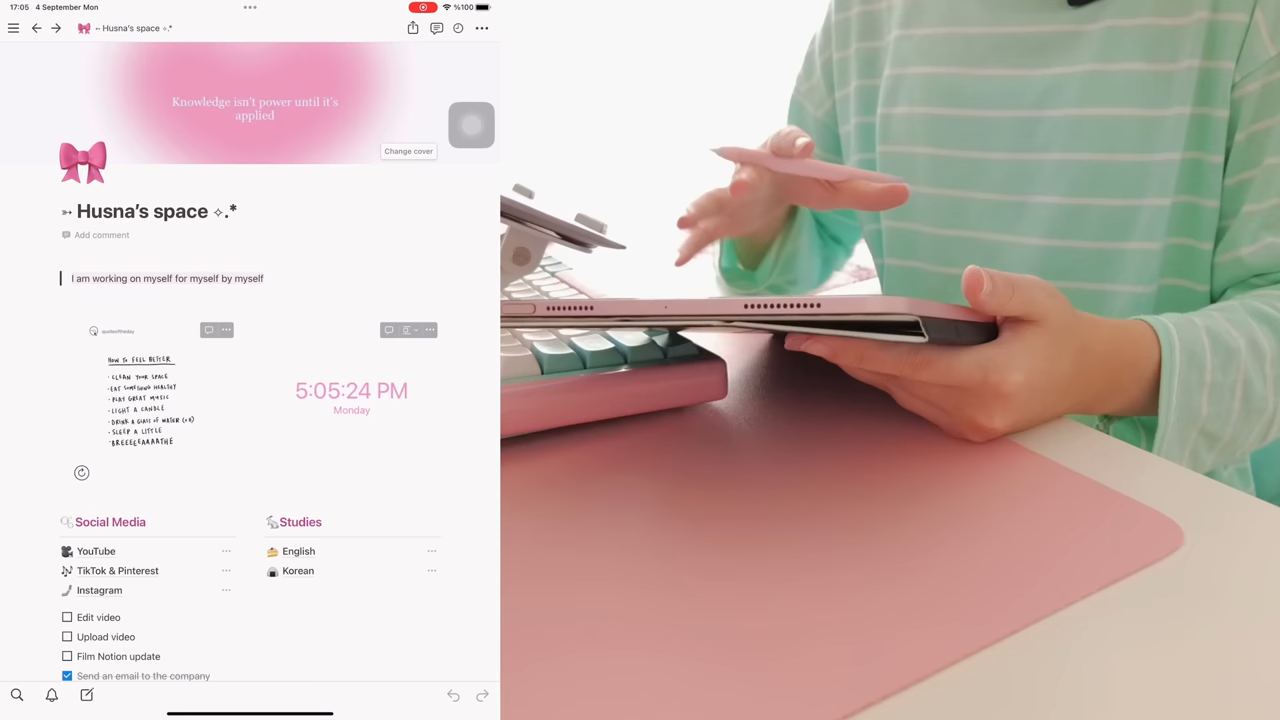 17:05 4 September Mon
%100
➳ Husna's space ✧.*
Knowledge isn't power until it's
applied
Change cover
➳ Husna's space ✧.*
Add comment
I am working on myself for myself by myself
quotesoftheday
HOW TO FEEL BETTER
· CLEAN YOUR SPACE
· EAT SOMETHING HEALTHY
· PLAY GREAT MUSIC
· LIGHT A CANDLE
· DRINK A GLASS OF WATER (OR 8)
· SLEEP A LITTLE
· BREEEEAAAATHE
5:05:24 PM
Monday
Social Media
YouTube
TikTok & Pinterest
Instagram
Studies
English
Korean
Edit video
Upload video
Film Notion update
Send an email to the company